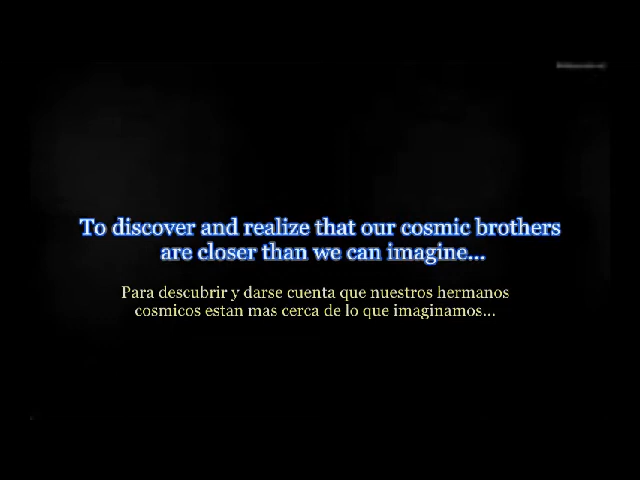 To discover and realize that our cosmic brothers
are closer than we can imagine...
Para descubrir y darse cuenta que nuestros hermanos
cosmicos estan mas cerca de lo que imaginamos...